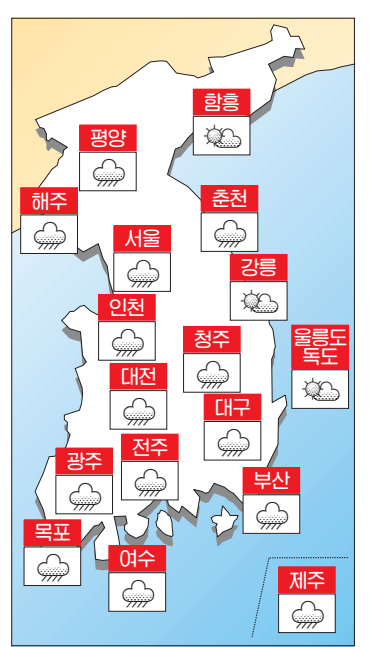 함흥
평양
해주
춘천
서울
강릉
인천
울릉도
독도
청주
대전
대구
전주
광주
부산
목포
여수
제주